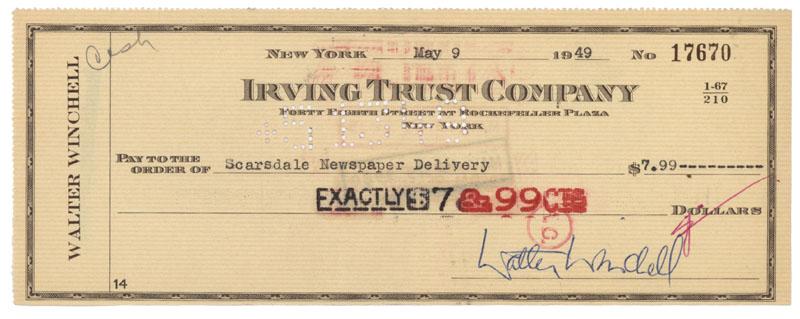 Cash
WALTER WINCHELL
NEW YORK May 9 1949 No 17670
IRVING TRUST COMPANY
1-67
210
FORTY EIGHTH STREET AT ROCKEFELLER PLAZA
NEW YORK
PAY TO THE
ORDER OF Scarsdale Newspaper Delivery $7.99----------
EXACTLY $7 & 99 CTS
DOLLARS
Walter Winchell
14